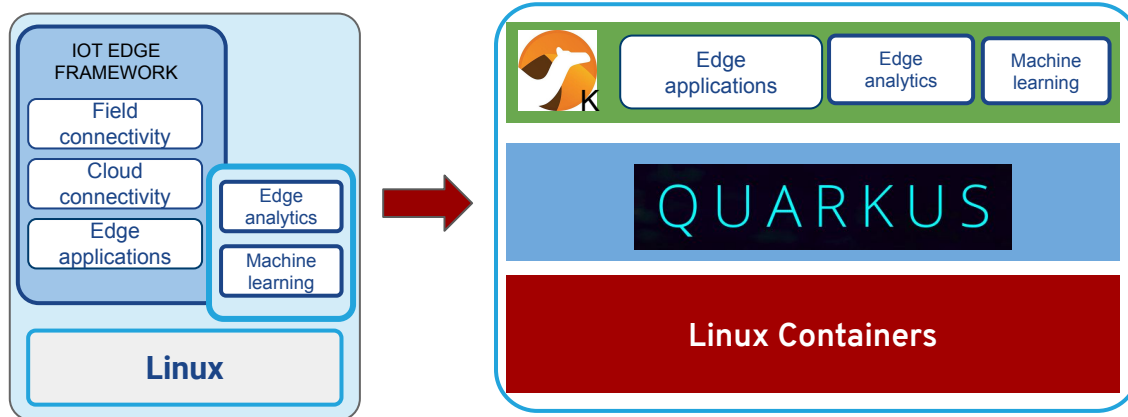 IOT EDGE
FRAMEWORK
Field
connectivity
Cloud
connectivity
Edge
applications
Edge
analytics
Machine
learning
Linux
K
Edge
applications
Edge
analytics
Machine
learning
QUARKUS
Linux Containers